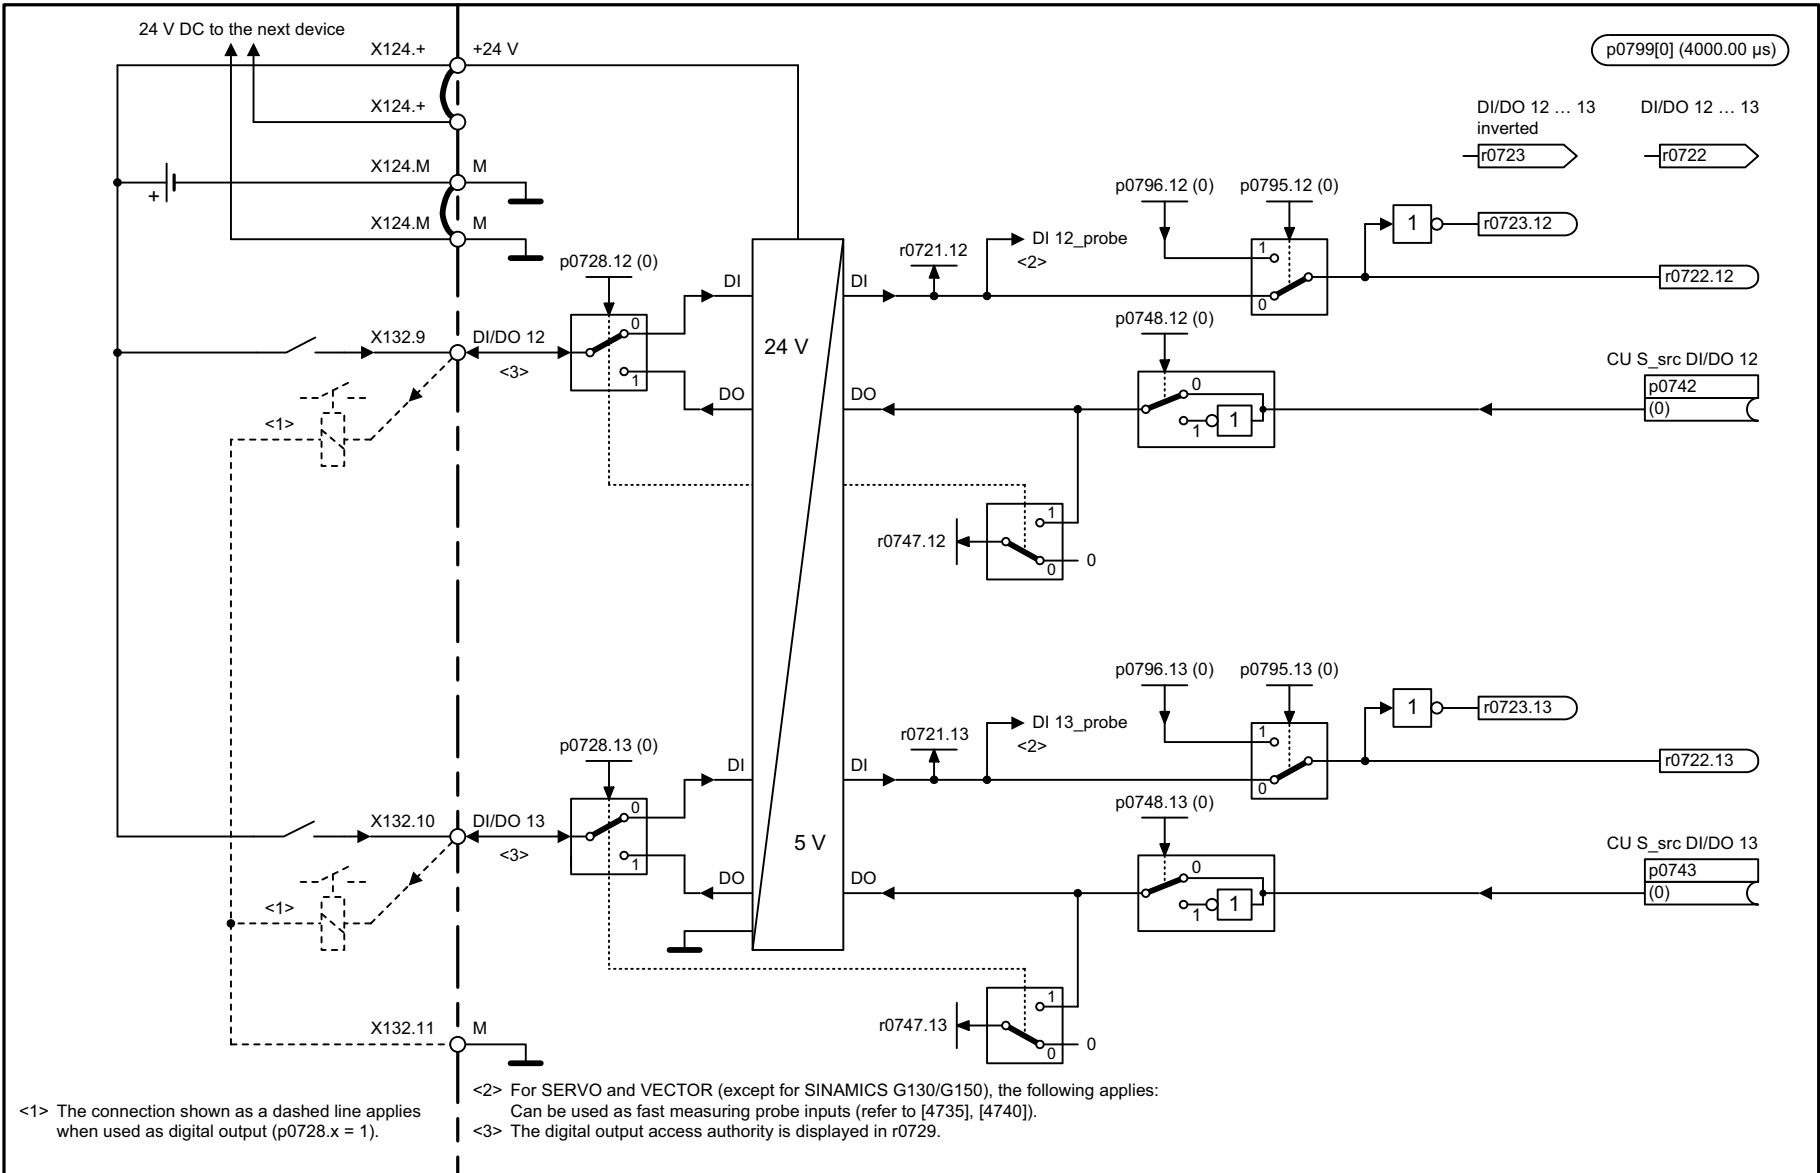 24 V DC to the next device
X124.+
+24 V
p0799[0] (4000.00 µs)
X124.+
DI/DO 12 … 13
inverted
DI/DO 12 … 13
r0723
r0722
X124.M
M
+
X124.M
M
p0796.12 (0)
p0795.12 (0)
1
r0723.12
r0721.12
DI 12_probe
<2>
1
0
r0722.12
p0728.12 (0)
DI
DI
X132.9
DI/DO 12
<3>
0
1
24 V
p0748.12 (0)
CU S_src DI/DO 12
p0742
(0)
DO
DO
0
1
1
<1>
r0747.12
1
0
0
p0796.13 (0)
p0795.13 (0)
1
r0723.13
r0721.13
DI 13_probe
<2>
1
0
r0722.13
p0728.13 (0)
DI
DI
X132.10
DI/DO 13
<3>
0
1
5 V
p0748.13 (0)
CU S_src DI/DO 13
p0743
(0)
DO
DO
0
1
1
<1>
r0747.13
1
0
0
X132.11
M
<1> The connection shown as a dashed line applies
when used as digital output (p0728.x = 1).
<2> For SERVO and VECTOR (except for SINAMICS G130/G150), the following applies:
Can be used as fast measuring probe inputs (refer to [4735], [4740]).
<3> The digital output access authority is displayed in r0729.